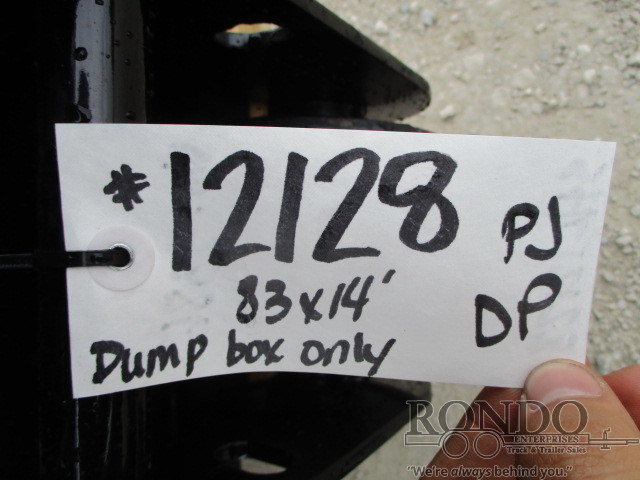 *12128
PJ
83x14'
DP
Dump box only
RONDO
ENTERPRISES
Truck & Trailer Sales
"We're always behind you."